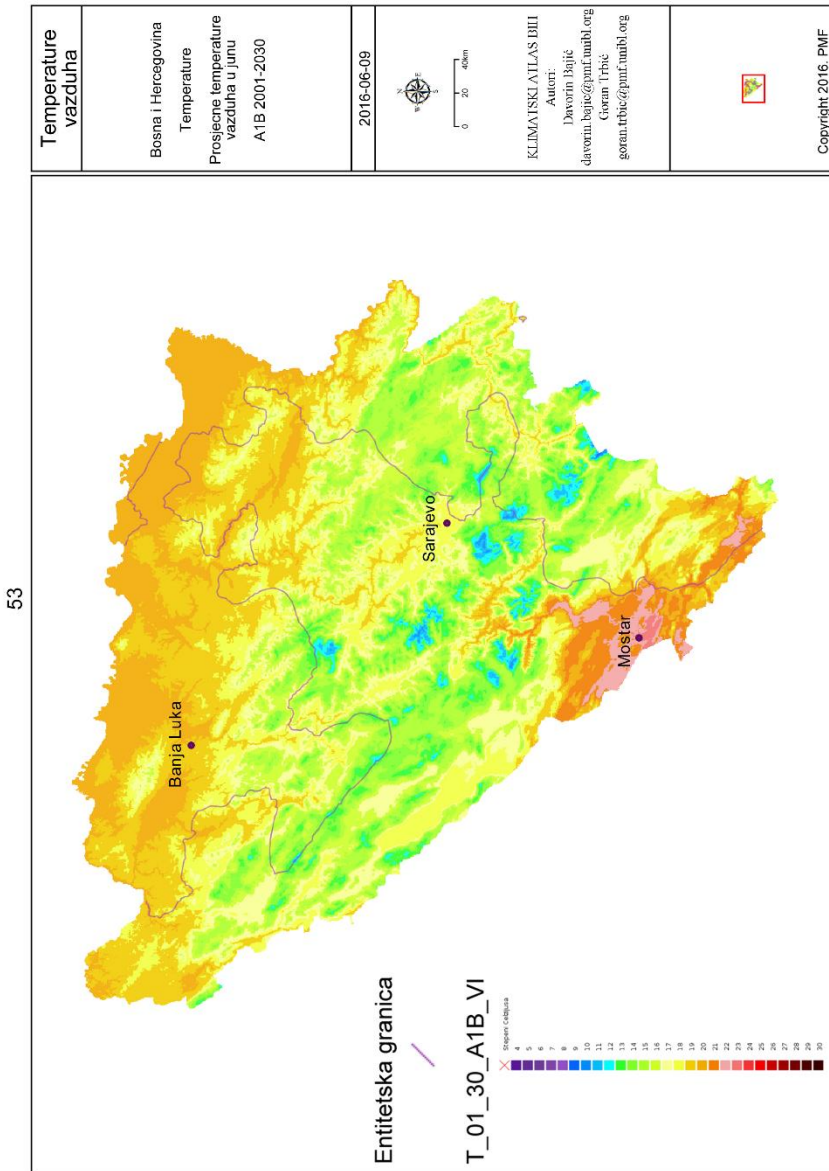 53
Temperature
vazduha
Bosna i Hercegovina
Temperature
Prosjecne temperature
vazduha u junu
A1B 2001-2030
2016-06-09
N
W
E
S
0 20 40km
KLIMATSKI ATLAS BIH
Autori:
Davorin Bajić
davorin.bajic@pmf.unibl.org
Goran Trbić
goran.trbic@pmf.unibl.org
Copyright 2016. PMF
Banja Luka
Sarajevo
Mostar
Entitetska granica
T_01_30_A1B_VI
Stepeni Celzijusa
4
5
6
7
8
9
10
11
12
13
14
15
16
17
18
19
20
21
22
23
24
25
26
27
28
29
30